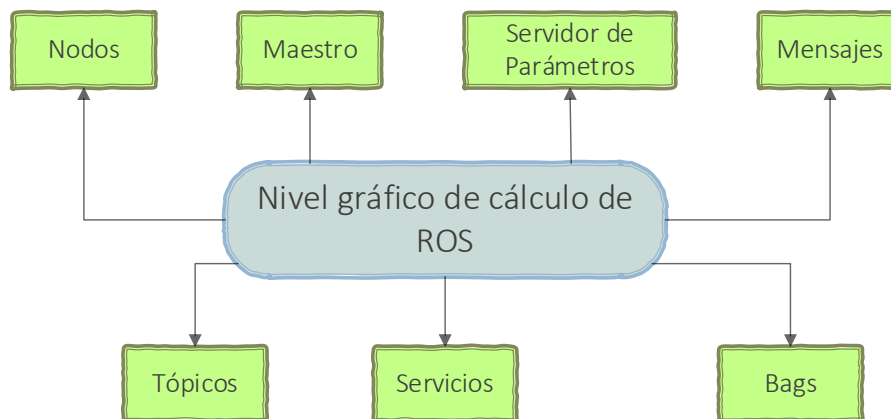 Nodos
Maestro
Servidor de
Parámetros
Mensajes
Nivel gráfico de cálculo de
ROS
Tópicos
Servicios
Bags